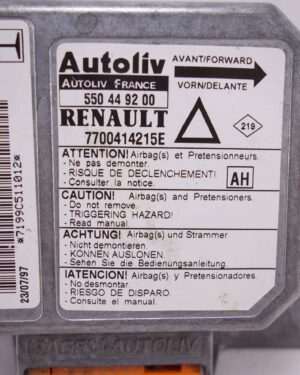 Autoliv
AUTOLIV FRANCE
AVANT/FORWARD
VORN/DELANTE
550 44 92 00
RENAULT
7700414215E
219
ATTENTION! Airbag(s) et Pretensionneurs.
- Ne pas demonter.
- RISQUE DE DECLENCHEMENT!
- Consulter la notice.
AH
CAUTION! Airbag(s) and Pretensioners.
- Do not remove.
- TRIGGERING HAZARD!
- Read manual.
ACHTUNG! Airbag(s) und Strammer
- Nicht demontieren.
- KONNEN AUSLONEN.
- Sehen Sie die Bedienungsanleitung.
!ATENCION! Airbag(s) y Pretensionadores.
- No desmontar.
- RIESGO DE DISPARO.
- Consulte el manual.
*7199C511012*
23/07/97